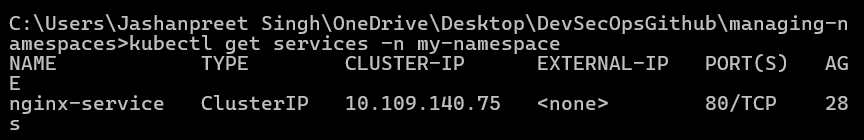 C:\Users\Jashanpreet Singh\OneDrive\Desktop\DevSecOpsGithub\managing-n
amespaces>kubectl get services -n my-namespace
NAME            TYPE        CLUSTER-IP      EXTERNAL-IP   PORT(S)   AG
E
nginx-service   ClusterIP   10.109.140.75   <none>        80/TCP    28
s